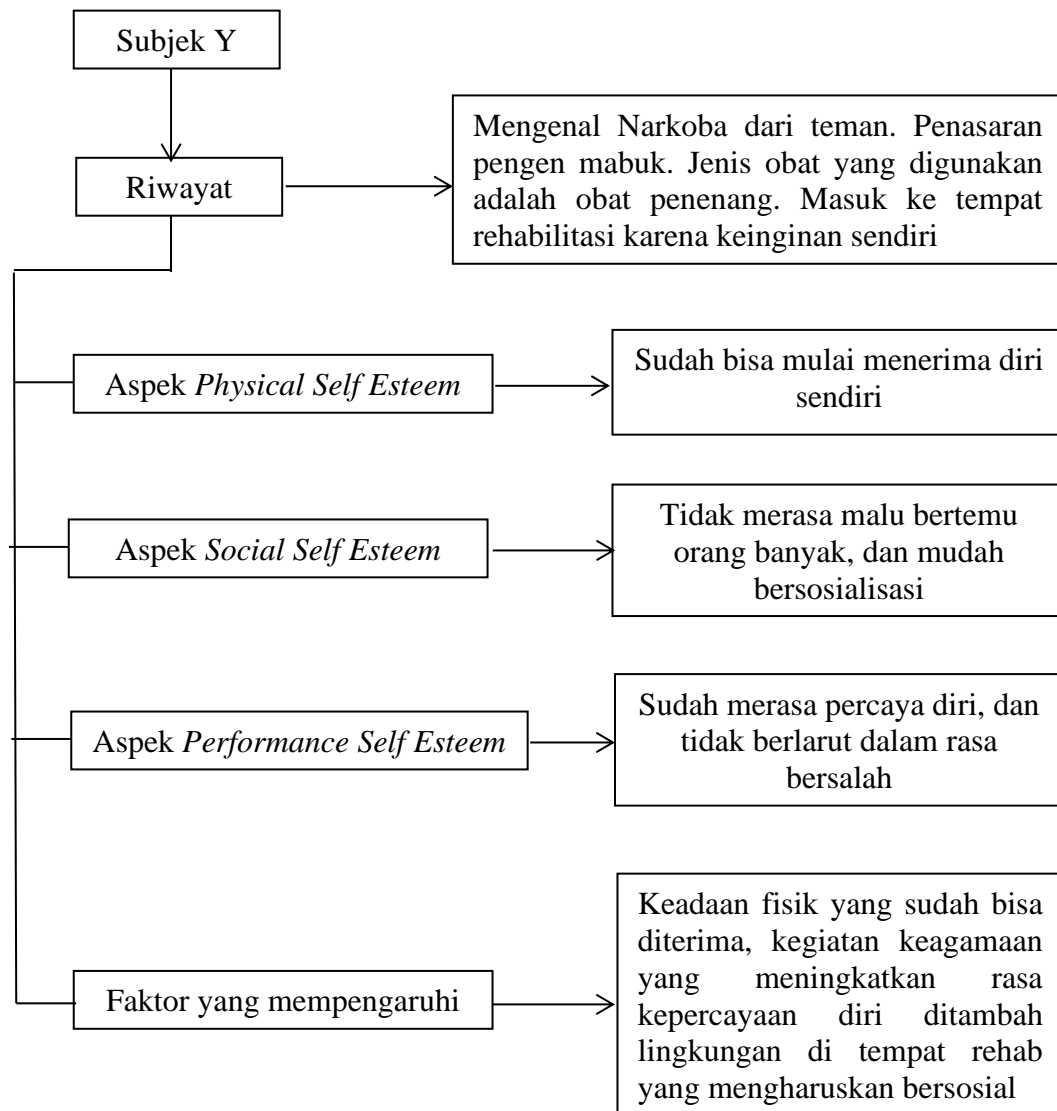 Subjek Y
Mengenal Narkoba dari teman. Penasaran
pengen mabuk. Jenis obat yang digunakan
adalah obat penenang. Masuk ke tempat
rehabilitasi karena keinginan sendiri
Riwayat
Aspek Physical Self Esteem
Sudah bisa mulai menerima diri
sendiri
Aspek Social Self Esteem
Tidak merasa malu bertemu
orang banyak, dan mudah
bersosialisasi
Aspek Performance Self Esteem
Sudah merasa percaya diri, dan
tidak berlarut dalam rasa
bersalah
Faktor yang mempengaruhi
Keadaan fisik yang sudah bisa
diterima, kegiatan keagamaan
yang meningkatkan rasa
kepercayaan diri ditambah
lingkungan di tempat rehab
yang mengharuskan bersosial